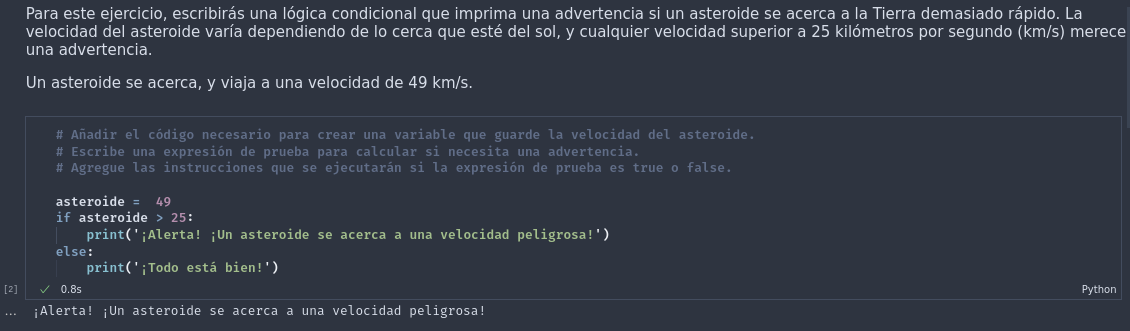 Para este ejercicio, escribirás una lógica condicional que imprima una advertencia si un asteroide se acerca a la Tierra demasiado rápido. La
velocidad del asteroide varía dependiendo de lo cerca que esté del sol, y cualquier velocidad superior a 25 kilómetros por segundo (km/s) merece
una advertencia.
Un asteroide se acerca, y viaja a una velocidad de 49 km/s.
# Añadir el código necesario para crear una variable que guarde la velocidad del asteroide.
# Escribe una expresión de prueba para calcular si necesita una advertencia.
# Agregue las instrucciones que se ejecutarán si la expresión de prueba es true o false.
asteroide =  49
if asteroide > 25:
    print('¡Alerta! ¡Un asteroide se acerca a una velocidad peligrosa!')
else:
    print('¡Todo está bien!')
[2] ✓ 0.8s Python
... ¡Alerta! ¡Un asteroide se acerca a una velocidad peligrosa!